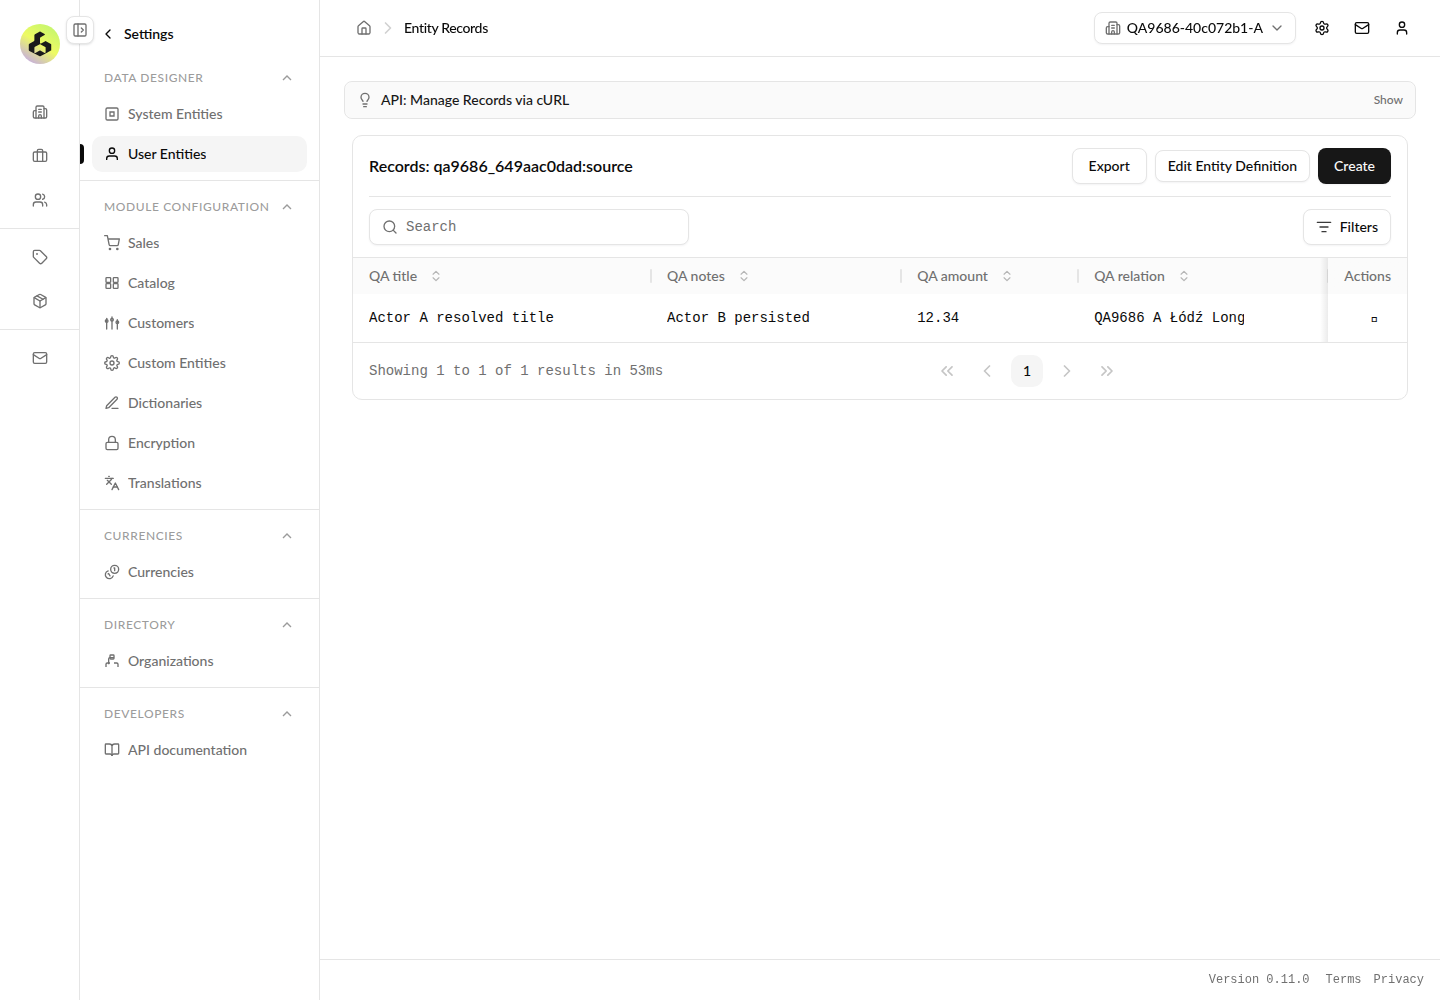 Settings
DATA DESIGNER
System Entities
User Entities
MODULE CONFIGURATION
Sales
Catalog
Customers
Custom Entities
Dictionaries
Encryption
Translations
CURRENCIES
Currencies
DIRECTORY
Organizations
DEVELOPERS
API documentation
Entity Records
QA9686-40c072b1-A
API: Manage Records via cURL
Show
Records: qa9686_649aac0dad:source
Export
Edit Entity Definition
Create
Search
Filters
QA title QA notes QA amount QA relation Actions
Actor A resolved title Actor B persisted 12.34 QA9686 A Łódź Long
Showing 1 to 1 of 1 results in 53ms
1
Version 0.11.0 Terms Privacy